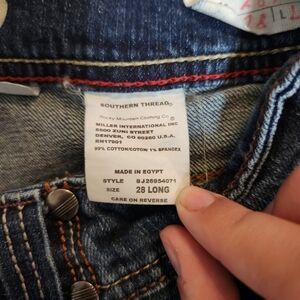 SOUTHERN THREAD®
Rocky Mountain Clothing Co.®
MILLER INTERNATIONAL INC
8500 ZUNI STREET
DENVER, CO 80260 U.S.A.
RN17901
99% COTTON/COTON 1% SPANDEX
MADE IN EGYPT
STYLE BJ26954071
SIZE 28 LONG
CARE ON REVERSE